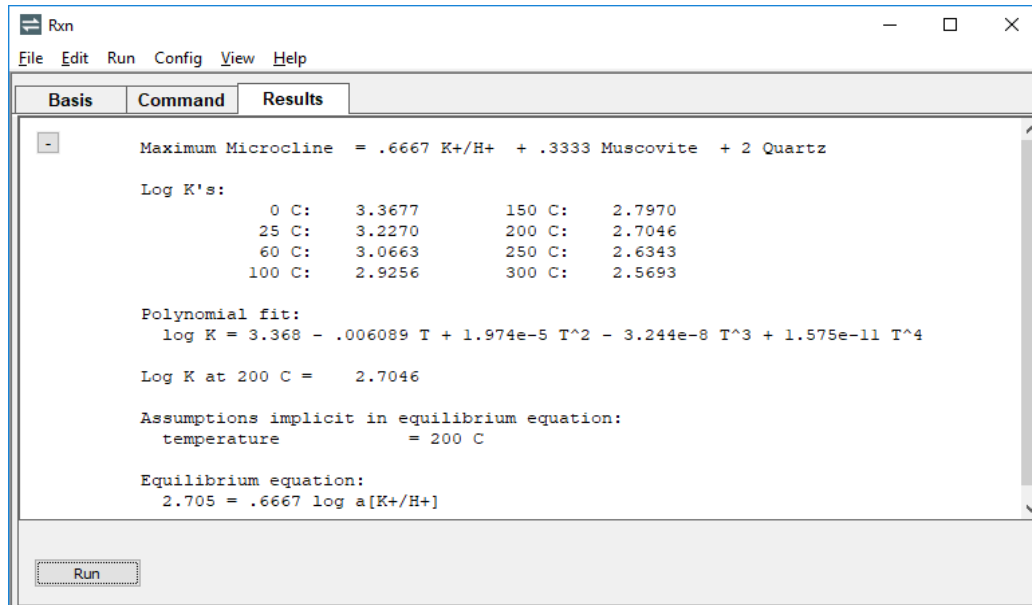 Rxn
File Edit Run Config View Help
Basis Command Results
-
Maximum Microcline = .6667 K+/H+ + .3333 Muscovite + 2 Quartz
Log K's:
0 C: 3.3677 150 C: 2.7970
25 C: 3.2270 200 C: 2.7046
60 C: 3.0663 250 C: 2.6343
100 C: 2.9256 300 C: 2.5693
Polynomial fit:
log K = 3.368 - .006089 T + 1.974e-5 T^2 - 3.244e-8 T^3 + 1.575e-11 T^4
Log K at 200 C = 2.7046
Assumptions implicit in equilibrium equation:
temperature = 200 C
Equilibrium equation:
2.705 = .6667 log a[K+/H+]
Run